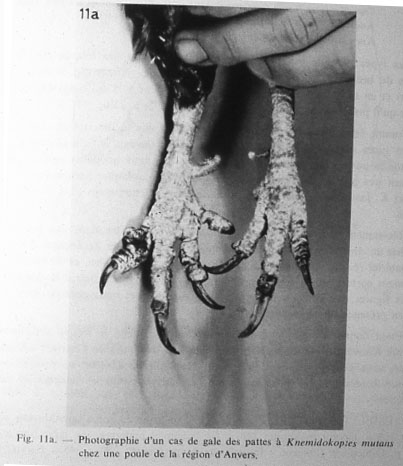 11a
Fig. 11a. — Photographie d'un cas de gale des pattes à Knemidokoptes mutans
chez une poule de la région d'Anvers.